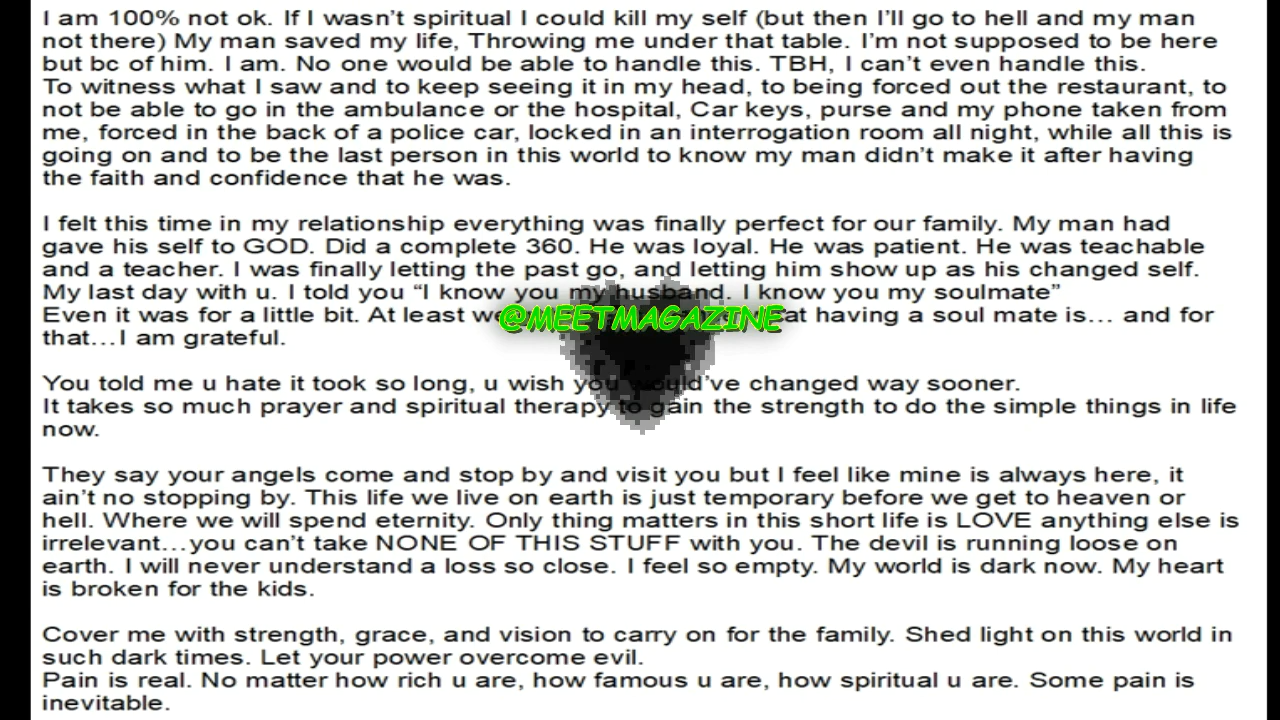 I am 100% not ok. If I wasn’t spiritual I could kill my self (but then I’ll go to hell and my man
not there) My man saved my life, Throwing me under that table. I’m not supposed to be here
but bc of him. I am. No one would be able to handle this. TBH, I can’t even handle this.
To witness what I saw and to keep seeing it in my head, to being forced out the restaurant, to
not be able to go in the ambulance or the hospital, Car keys, purse and my phone taken from
me, forced in the back of a police car, locked in an interrogation room all night, while all this is
going on and to be the last person in this world to know my man didn’t make it after having
the faith and confidence that he was.
I felt this time in my relationship everything was finally perfect for our family. My man had
gave his self to GOD. Did a complete 360. He was loyal. He was patient. He was teachable
and a teacher. I was finally letting the past go, and letting him show up as his changed self.
My last day with u. I told you “I know you my husband. I know you my soulmate”
Even it was for a little bit. At least we at having a soul mate is… and for
@MEETMAGAZINE
that…I am grateful.
You told me u hate it took so long, u wish you would’ve changed way sooner.
It takes so much prayer and spiritual therapy to gain the strength to do the simple things in life
now.
They say your angels come and stop by and visit you but I feel like mine is always here, it
ain’t no stopping by. This life we live on earth is just temporary before we get to heaven or
hell. Where we will spend eternity. Only thing matters in this short life is LOVE anything else is
irrelevant…you can’t take NONE OF THIS STUFF with you. The devil is running loose on
earth. I will never understand a loss so close. I feel so empty. My world is dark now. My heart
is broken for the kids.
Cover me with strength, grace, and vision to carry on for the family. Shed light on this world in
such dark times. Let your power overcome evil.
Pain is real. No matter how rich u are, how famous u are, how spiritual u are. Some pain is
inevitable.